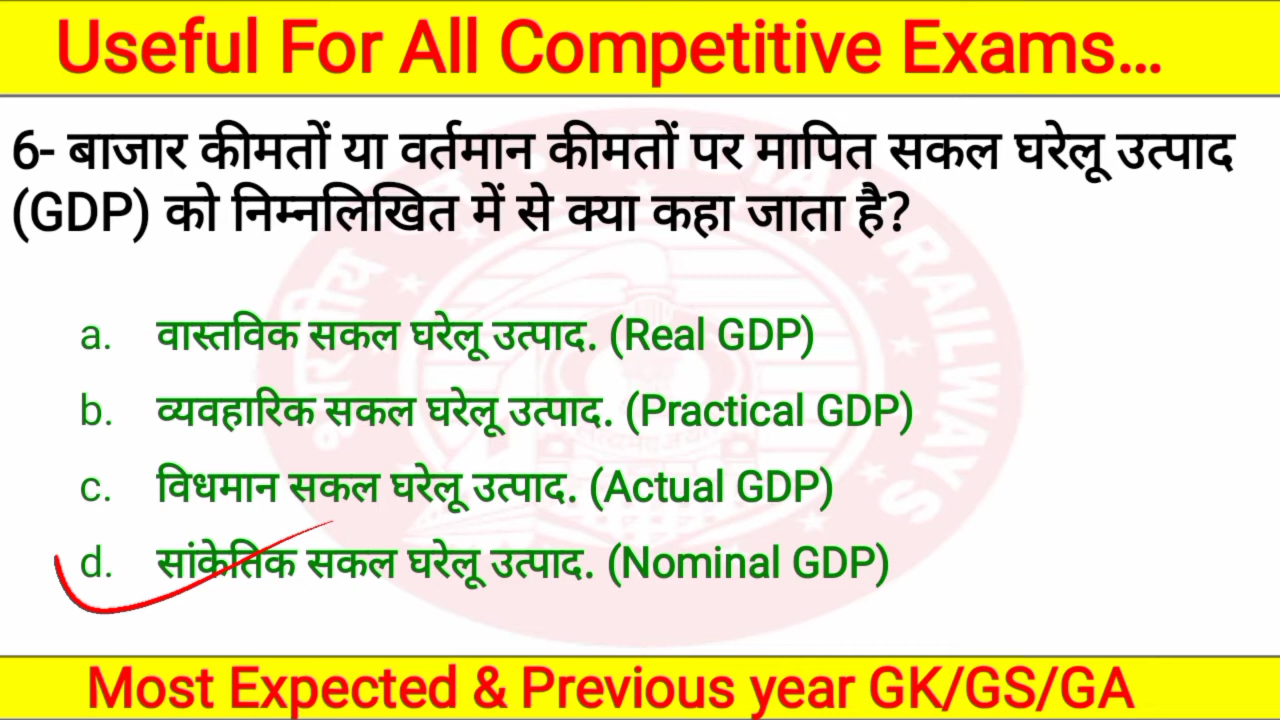 Useful For All Competitive Exams...
6- बाजार कीमतों या वर्तमान कीमतों पर मापित सकल घरेलू उत्पाद
(GDP) को निम्नलिखित में से क्या कहा जाता है?
a. वास्तविक सकल घरेलू उत्पाद. (Real GDP)
b. व्यवहारिक सकल घरेलू उत्पाद. (Practical GDP)
c. विधमान सकल घरेलू उत्पाद. (Actual GDP)
d. सांकेतिक सकल घरेलू उत्पाद. (Nominal GDP)
Most Expected & Previous year GK/GS/GA
RAILWAYS